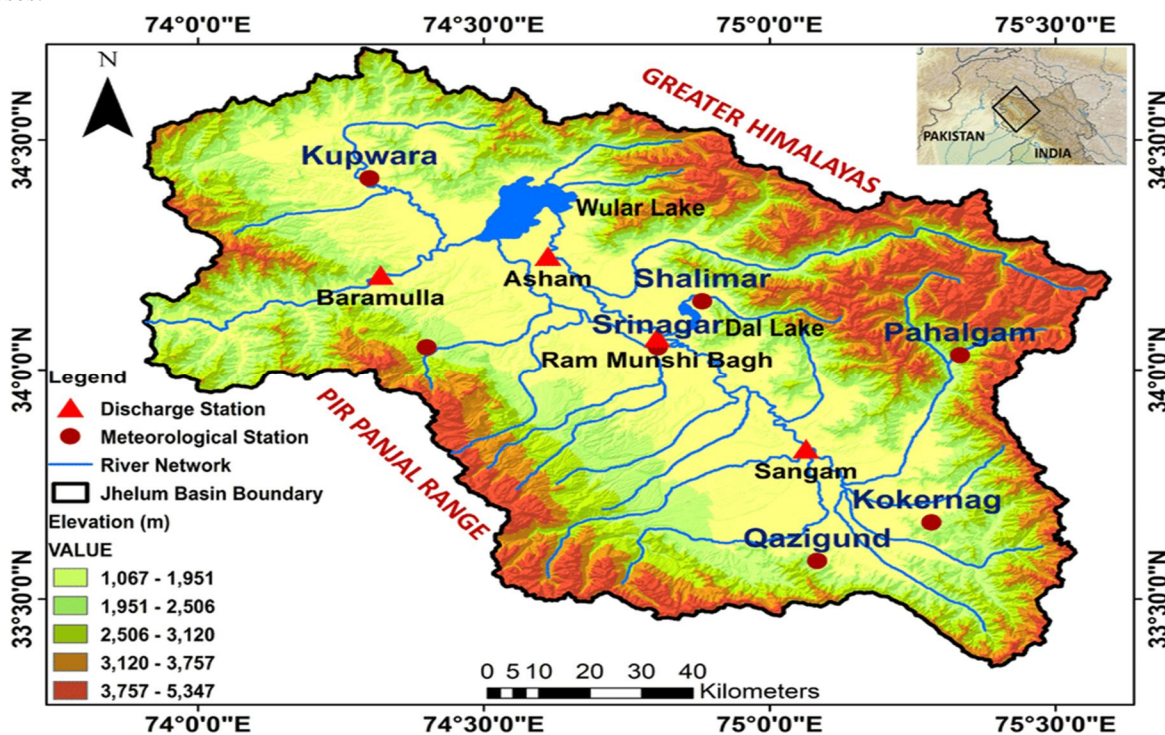 74°0'0"E 74°30'0"E 75°0'0"E 75°30'0"E
N
GREATER HIMALAYAS
PAKISTAN
INDIA
34°30'0"N
34°30'0"N
Kupwara
Wular Lake
Asham
Shalimar
Baramulla
Srinagar
Dal Lake
Pahalgam
Ram Munshi Bagh
34°0'0"N
34°0'0"N
PIR PANJAL RANGE
Sangam
Kokernag
Qazigund
33°30'0"N
33°30'0"N
Legend
Discharge Station
Meteorological Station
River Network
Jhelum Basin Boundary
Elevation (m)
VALUE
1,067 - 1,951
1,951 - 2,506
2,506 - 3,120
3,120 - 3,757
3,757 - 5,347
0 5 10 20 30 40
Kilometers
74°0'0"E 74°30'0"E 75°0'0"E 75°30'0"E